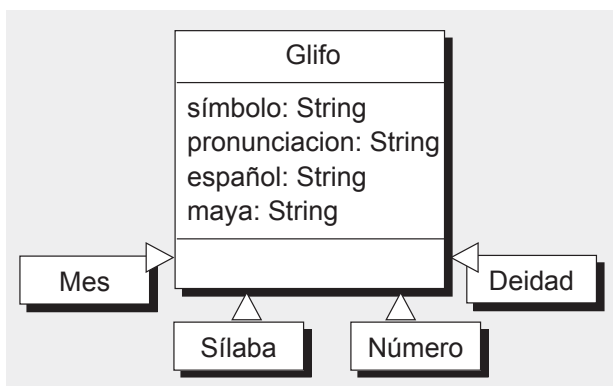 Glifo
símbolo: String
pronunciacion: String
español: String
maya: String
Mes
Deidad
Sílaba
Número